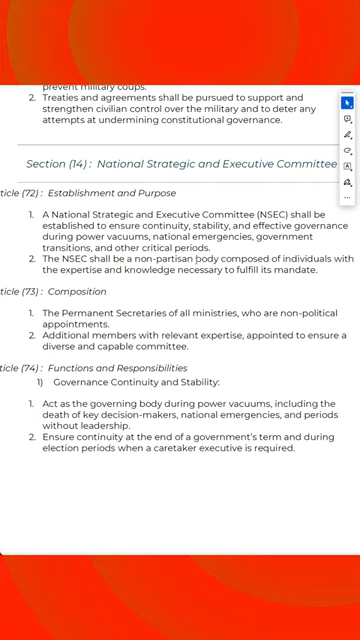 prevent military coups.
2. Treaties and agreements shall be pursued to support and
strengthen civilian control over the military and to deter any
attempts at undermining constitutional governance.
Section (14) : National Strategic and Executive Committee
ticle (72) : Establishment and Purpose
1. A National Strategic and Executive Committee (NSEC) shall be
established to ensure continuity, stability, and effective governance
during power vacuums, national emergencies, government
transitions, and other critical periods.
2. The NSEC shall be a non-partisan body composed of individuals with
the expertise and knowledge necessary to fulfill its mandate.
ticle (73) : Composition
1. The Permanent Secretaries of all ministries, who are non-political
appointments.
2. Additional members with relevant expertise, appointed to ensure a
diverse and capable committee.
ticle (74) : Functions and Responsibilities
1) Governance Continuity and Stability:
1. Act as the governing body during power vacuums, including the
death of key decision-makers, national emergencies, and periods
without leadership.
2. Ensure continuity at the end of a government's term and during
election periods when a caretaker executive is required.